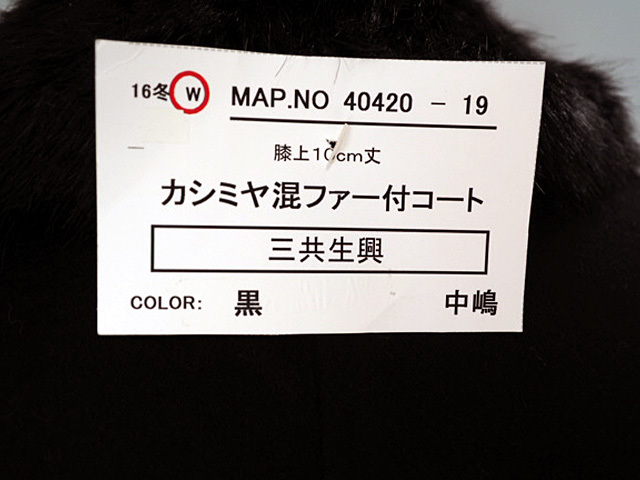 16冬 W MAP.NO 40420 - 19
膝上10cm丈
カシミヤ混ファー付コート
三共生興
COLOR: 黒 中嶋